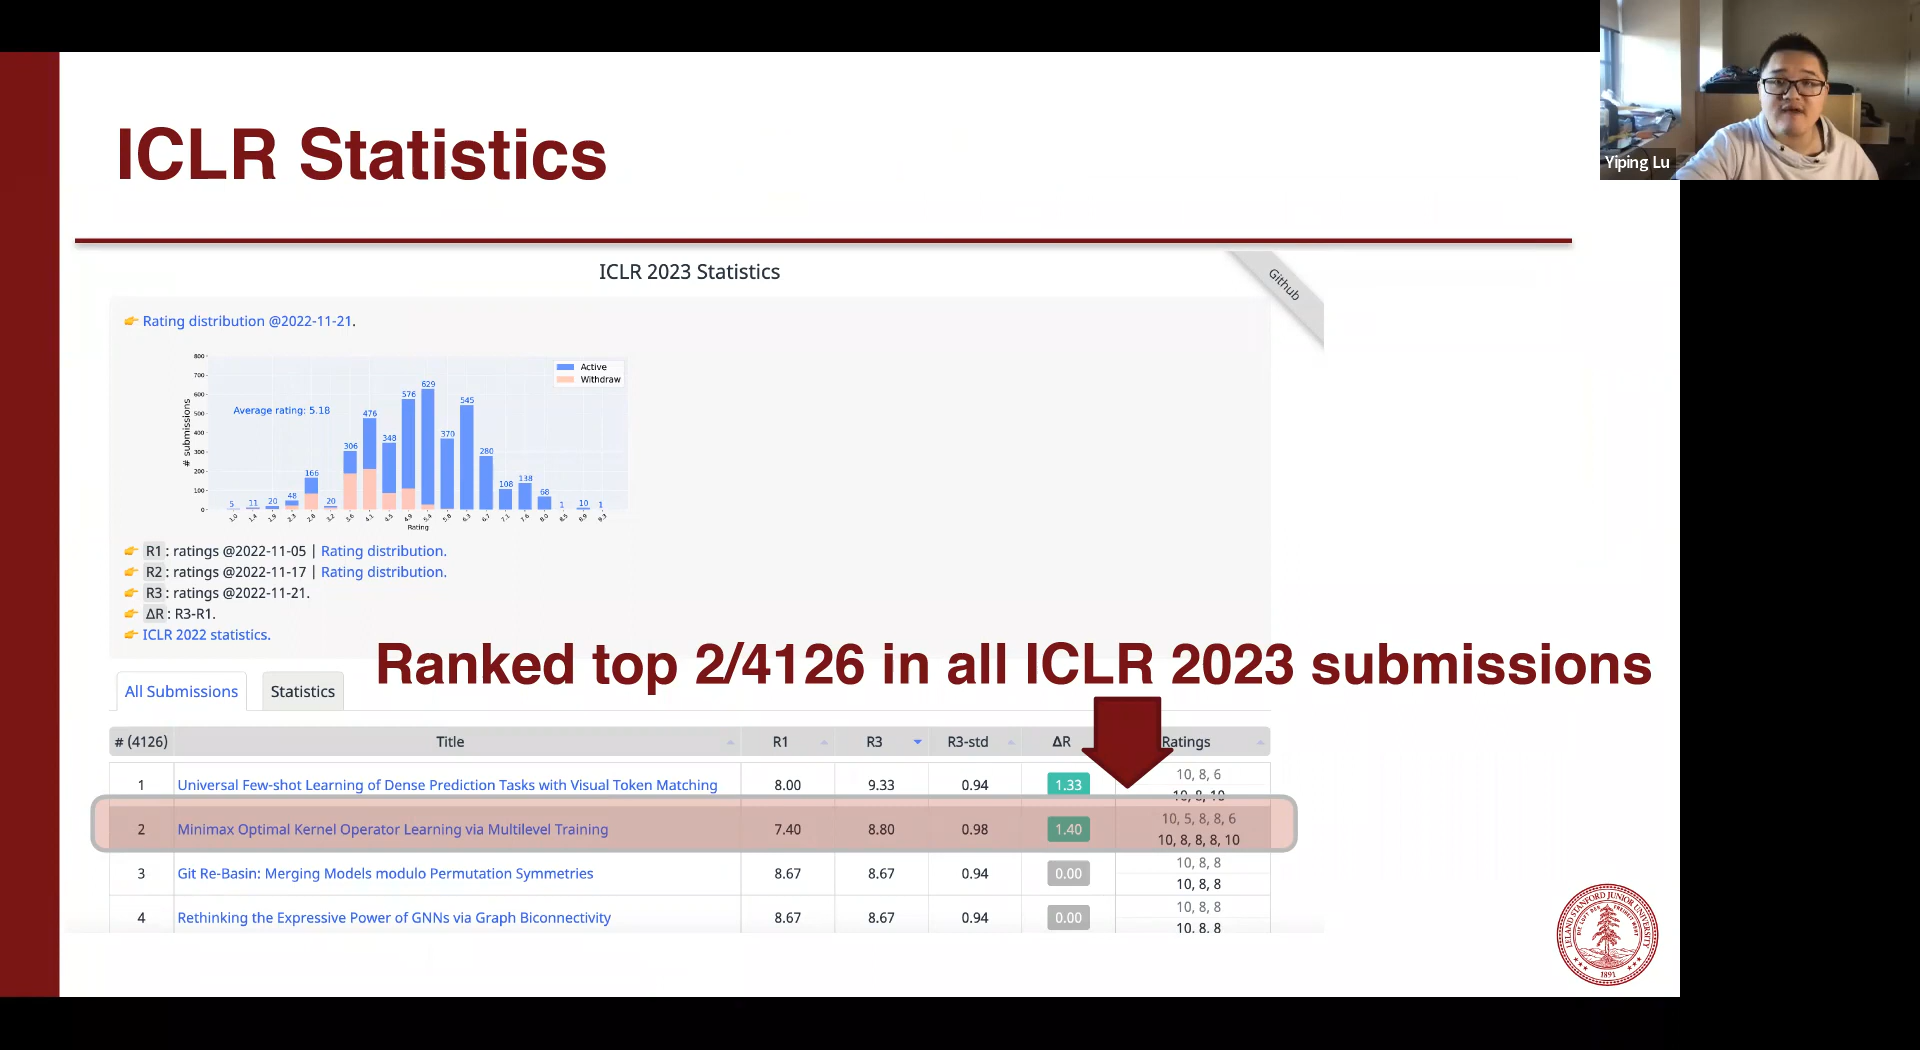 ICLR Statistics
Yiping Lu
ICLR 2023 Statistics
Github
👉 Rating distribution @2022-11-21.
800
700
600
500
400
300
200
100
0
# submissions
Average rating: 5.18
Active
Withdraw
5 11 20 48 166 20 306 476 348 576 629 370 545 280 108 138 68 1 10 1
Rating
👉 R1 : ratings @2022-11-05 | Rating distribution.
👉 R2 : ratings @2022-11-17 | Rating distribution.
👉 R3 : ratings @2022-11-21.
👉 ΔR : R3-R1.
👉 ICLR 2022 statistics.
Ranked top 2/4126 in all ICLR 2023 submissions
All Submissions Statistics
# (4126) Title R1 R3 R3-std ΔR Ratings
1 Universal Few-shot Learning of Dense Prediction Tasks with Visual Token Matching 8.00 9.33 0.94 1.33 10, 8, 6
10, 8, 10
2 Minimax Optimal Kernel Operator Learning via Multilevel Training 7.40 8.80 0.98 1.40 10, 5, 8, 8, 6
10, 8, 8, 8, 10
3 Git Re-Basin: Merging Models modulo Permutation Symmetries 8.67 8.67 0.94 0.00 10, 8, 8
10, 8, 8
4 Rethinking the Expressive Power of GNNs via Graph Biconnectivity 8.67 8.67 0.94 0.00 10, 8, 8
10, 8, 8
LELAND STANFORD JUNIOR UNIVERSITY
1891